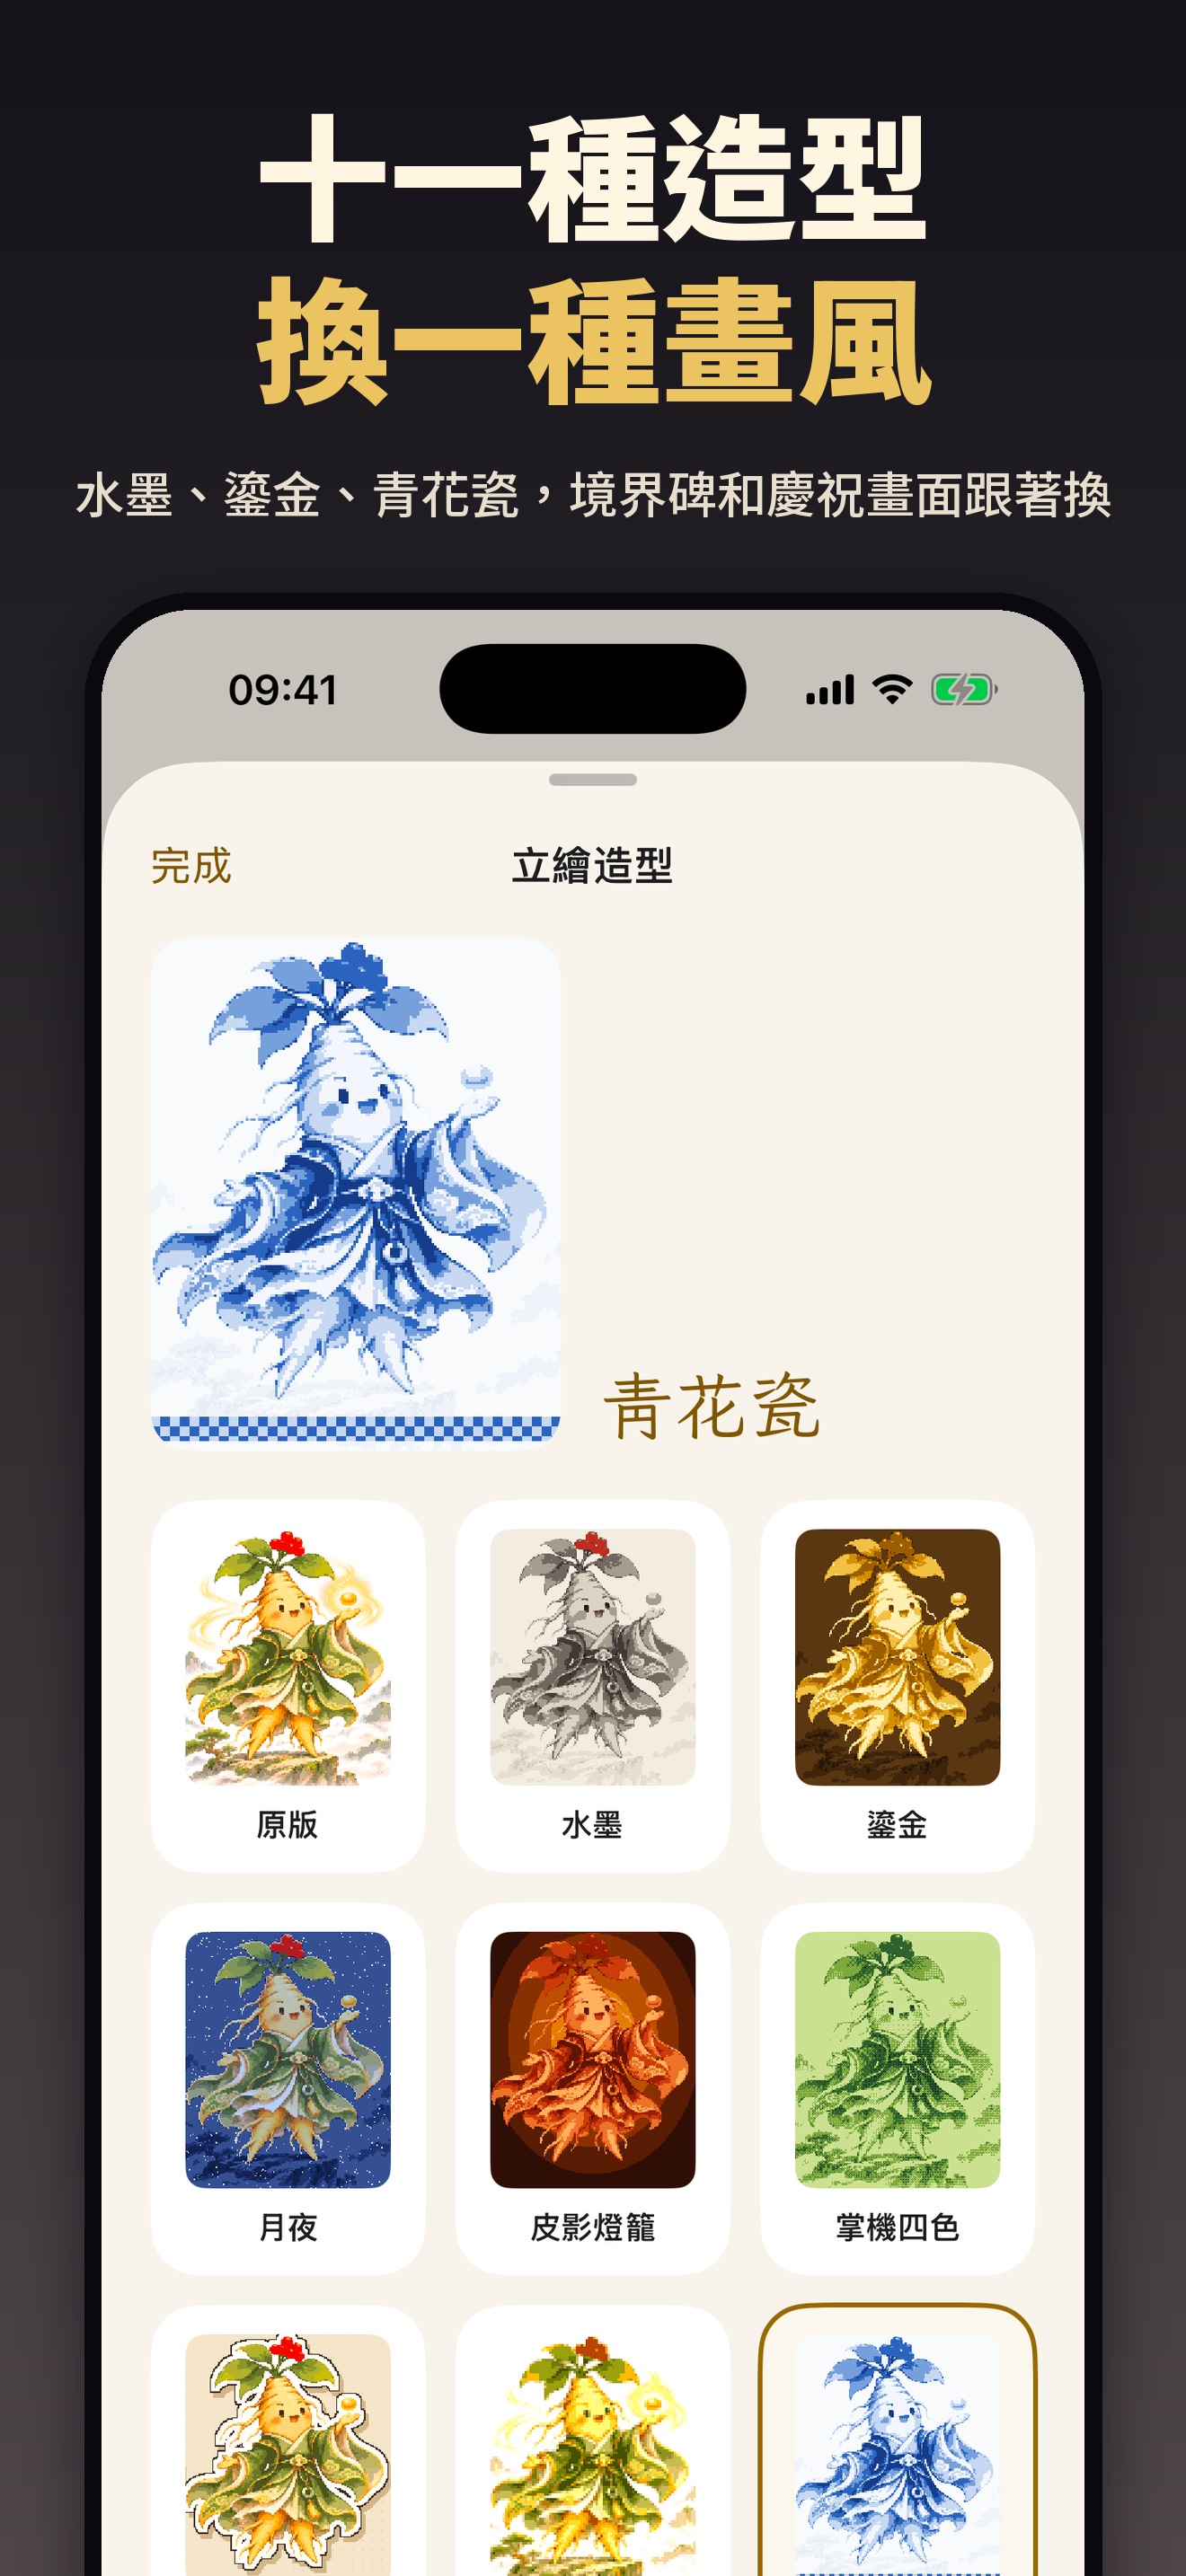 十一種造型
換一種畫風
水墨、鎏金、青花瓷，境界碑和慶祝畫面跟著換
09:41
完成
立繪造型
青花瓷
原版
水墨
鎏金
月夜
皮影燈籠
掌機四色